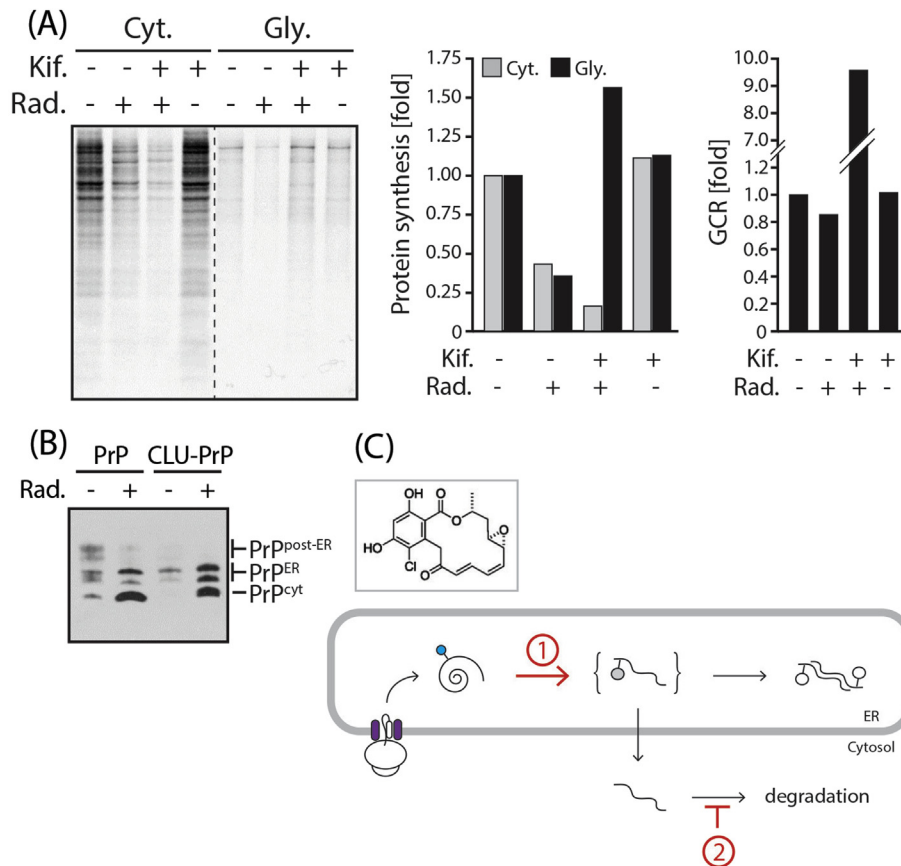 (A)
Cyt. Gly.
Kif. - - + + - - + +
Rad. - + + - - + + -
Protein synthesis [fold]
1.75
1.50
1.25
1.00
0.75
0.50
0.25
0
Cyt. Gly.
Kif. - - + +
Rad. - + + -
GCR [fold]
10.0
9.0
8.0
1.2
1.0
0.8
0.6
0.4
0.2
0
Kif. - - + +
Rad. - + + -
(B)
PrP CLU-PrP
Rad. - + - +
PrPpost-ER
PrPER
PrPcyt
(C)
OH O
O
O
HO
Cl
O
1
{ }
ER
Cytosol
degradation
2